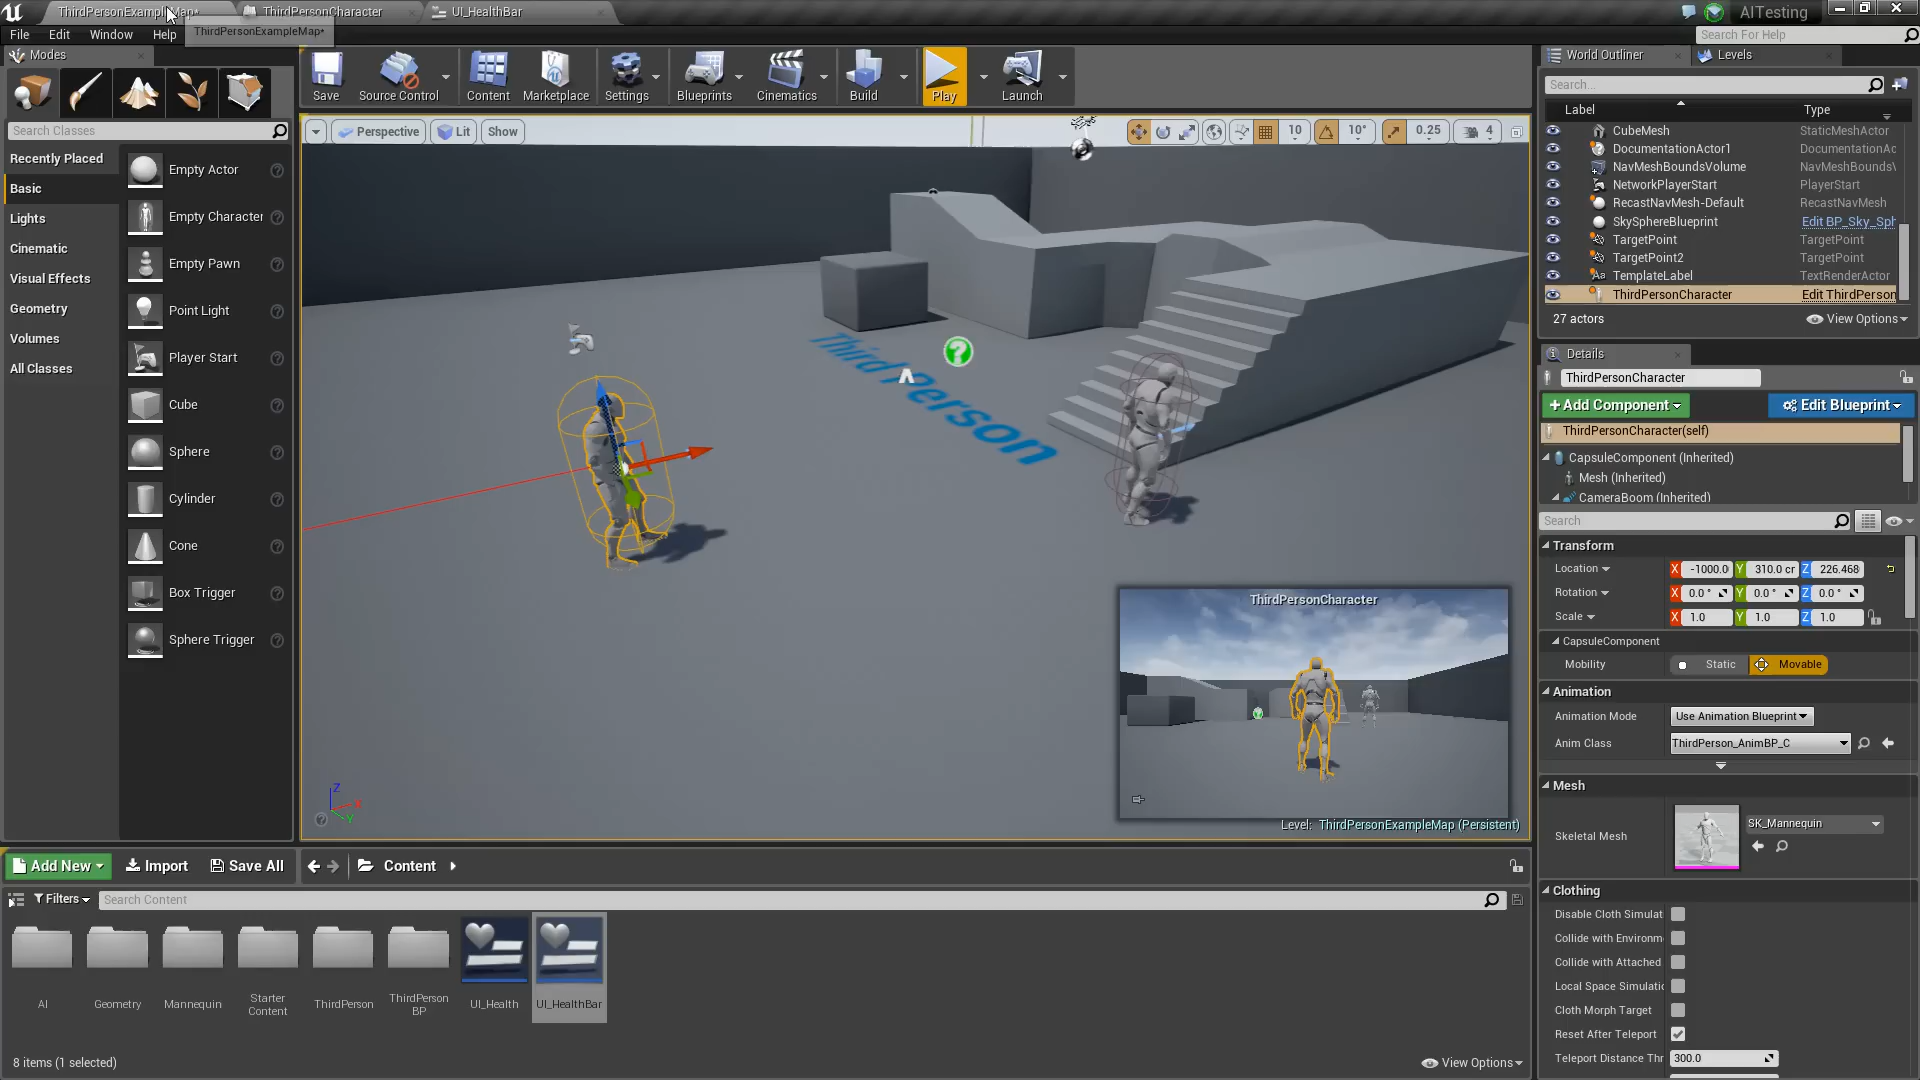 ThirdPersonExampleMap*
ThirdPersonCharacter
UI_HealthBar
AITesting
File Edit Window Help
ThirdPersonExampleMap*
Search For Help
Modes
Search Classes
Recently Placed
Basic
Lights
Cinematic
Visual Effects
Geometry
Volumes
All Classes
Empty Actor
Empty Character
Empty Pawn
Point Light
Player Start
Cube
Sphere
Cylinder
Cone
Box Trigger
Sphere Trigger
Save Source Control Content Marketplace Settings Blueprints Cinematics Build Play Launch
Perspective Lit Show
10 10° 0.25 4
Third Person
ThirdPersonCharacter
Z
X
Y
Level: ThirdPersonExampleMap (Persistent)
World Outliner Levels
Search...
Label Type
CubeMesh StaticMeshActor
DocumentationActor1 DocumentationAc
NavMeshBoundsVolume NavMeshBoundsV
NetworkPlayerStart PlayerStart
RecastNavMesh-Default RecastNavMesh
SkySphereBlueprint Edit BP_Sky_Sph
TargetPoint TargetPoint
TargetPoint2 TargetPoint
TemplateLabel TextRenderActor
ThirdPersonCharacter Edit ThirdPerson
27 actors View Options
Details
ThirdPersonCharacter
+Add Component Edit Blueprint
ThirdPersonCharacter(self)
CapsuleComponent (Inherited)
Mesh (Inherited)
CameraBoom (Inherited)
Search
Transform
Location X -1000.0 Y 310.0 cr Z 226.468
Rotation X 0.0 ° Y 0.0 ° Z 0.0 °
Scale X 1.0 Y 1.0 Z 1.0
CapsuleComponent
Mobility Static Movable
Animation
Animation Mode Use Animation Blueprint
Anim Class ThirdPerson_AnimBP_C
Mesh
Skeletal Mesh SK_Mannequin
Clothing
Disable Cloth Simulat
Collide with Environm
Collide with Attached
Local Space Simulatic
Cloth Morph Target
Reset After Teleport
Teleport Distance Thr 300.0
Add New Import Save All Content
Filters Search Content
AI
Geometry
Mannequin
Starter
Content
ThirdPerson
ThirdPerson
BP
UI_Health
UI_HealthBar
8 items (1 selected)
View Options